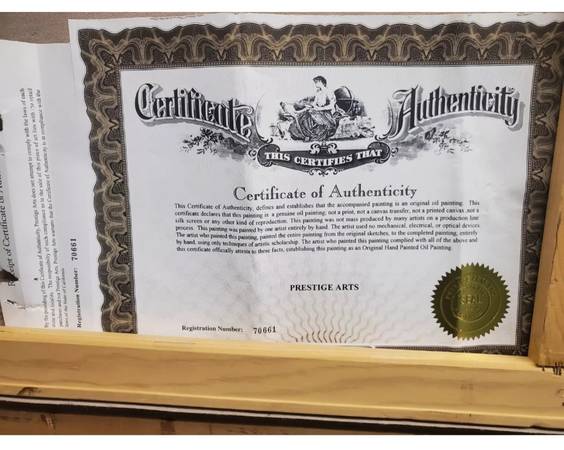 Certificate Authenticity
THIS CERTIFIES THAT
Certificate of Authenticity
This Certificate of Authenticity, defines and establishes that the accompanied painting is an original oil painting. This
certificate declares that this painting is a genuine oil painting; not a print, not a canvas transfer, not a printed canvas ,not a
silk screen or any other kind of reproduction. This painting was not mass produced by many artists on a production line
process. This painting was painted by one artist entirely by hand. The artist used no mechanical, electrical, or optical devices.
The artist who painted this painting, painted the entire painting from the original sketches, to the completed painting, entirely
by hand, using only techniques of artistic scholarship. The artist who painted this painting complied with all of the above and
this certificate officially attests to these facts, establishing this painting as an Original Hand Painted Oil Painting.
PRESTIGE ARTS
Registration Number: 70661
SEAL
Receipt of Certificate of
Registration Number: 70661